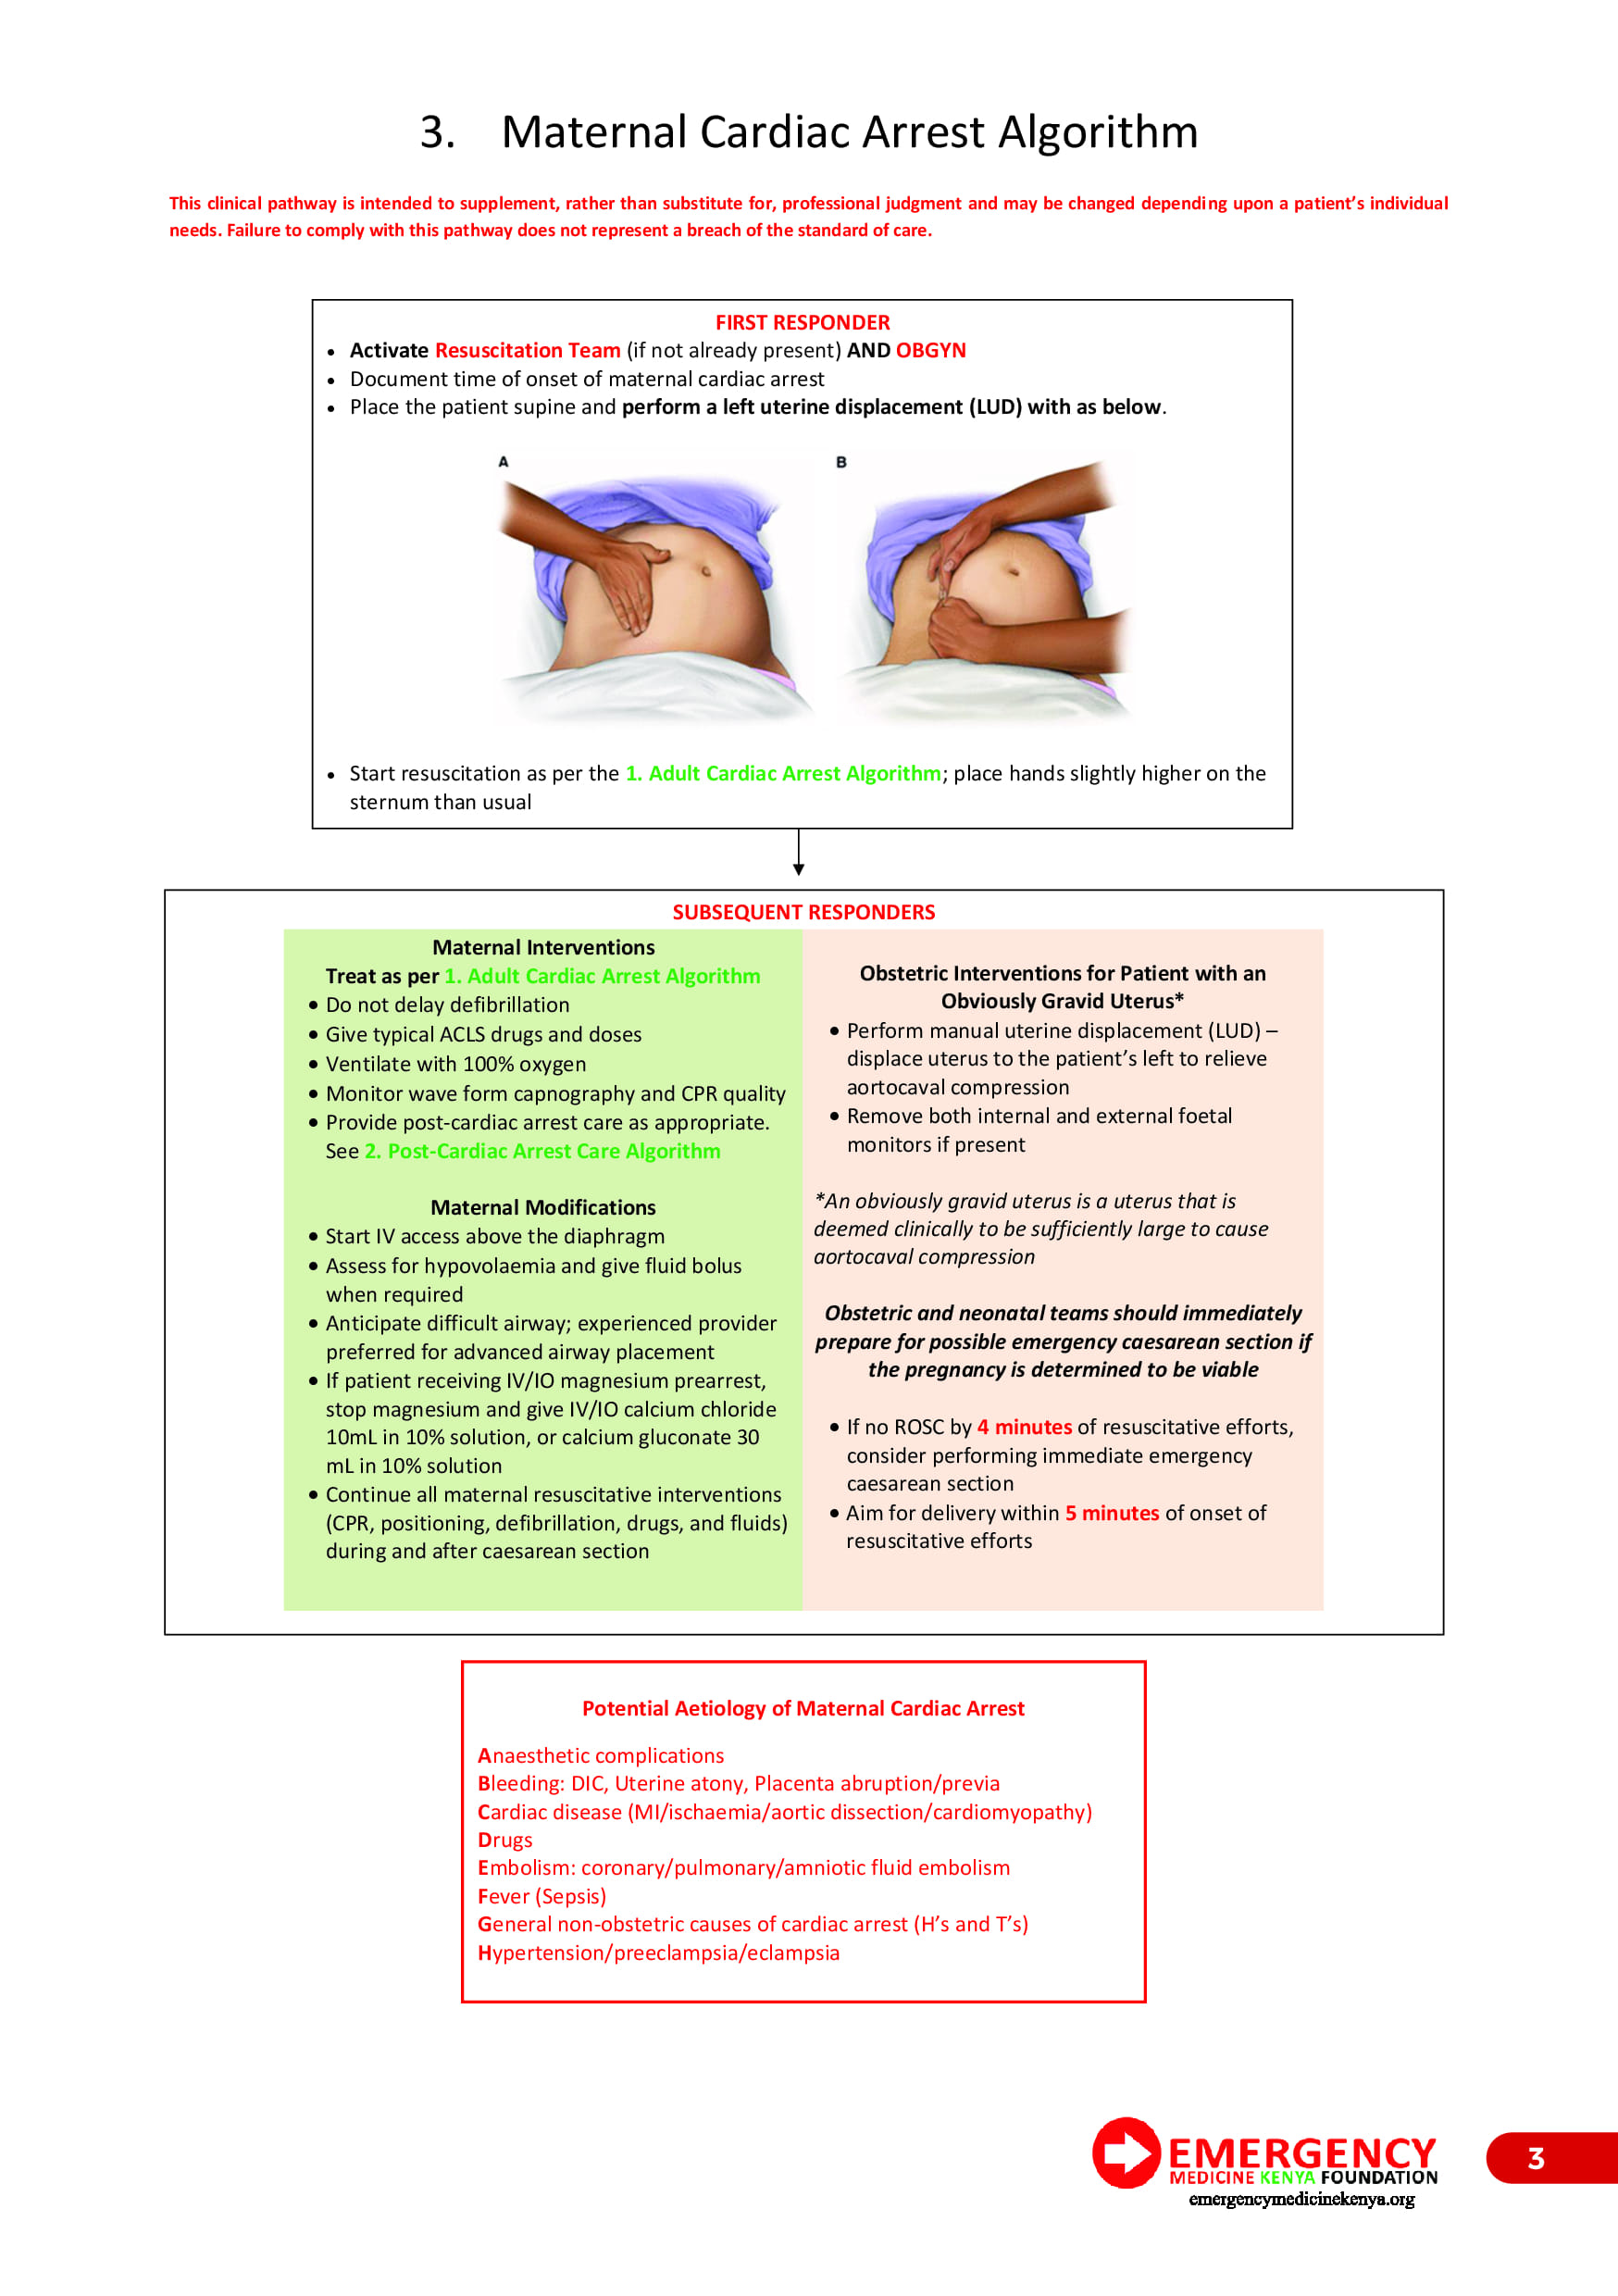 3. Maternal Cardiac Arrest Algorithm
This clinical pathway is intended to supplement, rather than substitute for, professional judgment and may be changed depending upon a patient’s individual
needs. Failure to comply with this pathway does not represent a breach of the standard of care.
FIRST RESPONDER
• Activate Resuscitation Team (if not already present) AND OBGYN
• Document time of onset of maternal cardiac arrest
• Place the patient supine and perform a left uterine displacement (LUD) with as below.
A
B
• Start resuscitation as per the 1. Adult Cardiac Arrest Algorithm; place hands slightly higher on the
sternum than usual
SUBSEQUENT RESPONDERS
Maternal Interventions
Treat as per 1. Adult Cardiac Arrest Algorithm
• Do not delay defibrillation
• Give typical ACLS drugs and doses
• Ventilate with 100% oxygen
• Monitor wave form capnography and CPR quality
• Provide post-cardiac arrest care as appropriate.
See 2. Post-Cardiac Arrest Care Algorithm
Maternal Modifications
• Start IV access above the diaphragm
• Assess for hypovolaemia and give fluid bolus
when required
• Anticipate difficult airway; experienced provider
preferred for advanced airway placement
• If patient receiving IV/IO magnesium prearrest,
stop magnesium and give IV/IO calcium chloride
10mL in 10% solution, or calcium gluconate 30
mL in 10% solution
• Continue all maternal resuscitative interventions
(CPR, positioning, defibrillation, drugs, and fluids)
during and after caesarean section
Obstetric Interventions for Patient with an
Obviously Gravid Uterus*
• Perform manual uterine displacement (LUD) –
displace uterus to the patient’s left to relieve
aortocaval compression
• Remove both internal and external foetal
monitors if present
*An obviously gravid uterus is a uterus that is
deemed clinically to be sufficiently large to cause
aortocaval compression
Obstetric and neonatal teams should immediately
prepare for possible emergency caesarean section if
the pregnancy is determined to be viable
• If no ROSC by 4 minutes of resuscitative efforts,
consider performing immediate emergency
caesarean section
• Aim for delivery within 5 minutes of onset of
resuscitative efforts
Potential Aetiology of Maternal Cardiac Arrest
Anaesthetic complications
Bleeding: DIC, Uterine atony, Placenta abruption/previa
Cardiac disease (MI/ischaemia/aortic dissection/cardiomyopathy)
Drugs
Embolism: coronary/pulmonary/amniotic fluid embolism
Fever (Sepsis)
General non-obstetric causes of cardiac arrest (H’s and T’s)
Hypertension/preeclampsia/eclampsia
EMERGENCY
MEDICINE KENYA FOUNDATION
emergencymedicinekenya.org
3